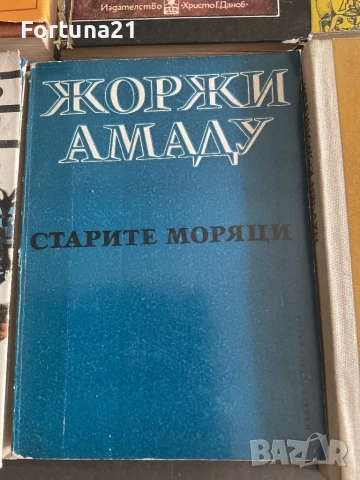 Fortuna21
Издателство „Христо Г. Данов“
ЖОРЖИ
АМАДУ
СТАРИТЕ МОРЯЦИ
BAZAR